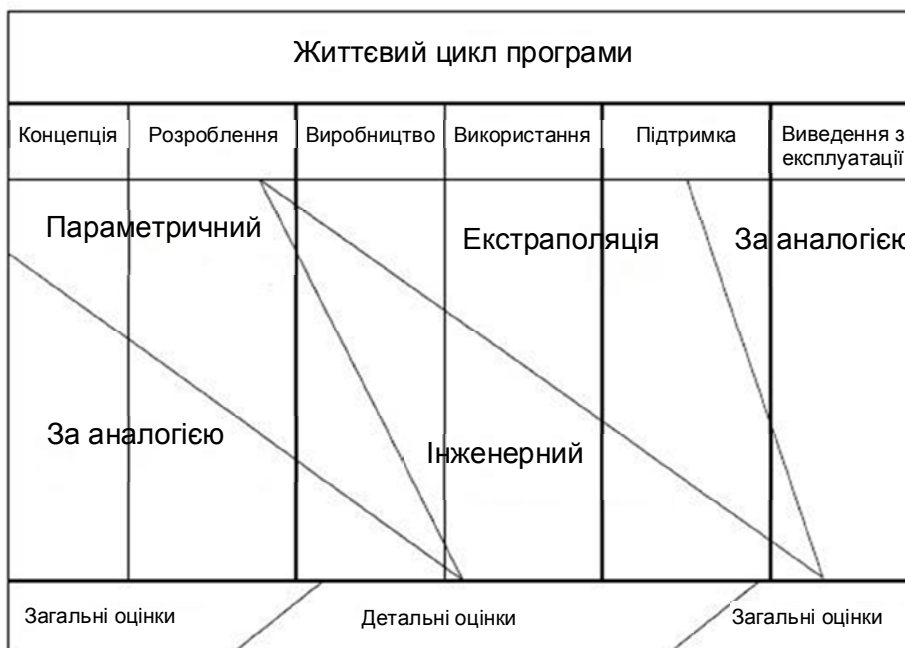 Життєвий цикл програми
Концепція
Розроблення
Виробництво
Використання
Підтримка
Виведення з
експлуатації
Параметричний
Екстраполяція
За аналогією
За аналогією
Інженерний
Загальні оцінки
Детальні оцінки
Загальні оцінки